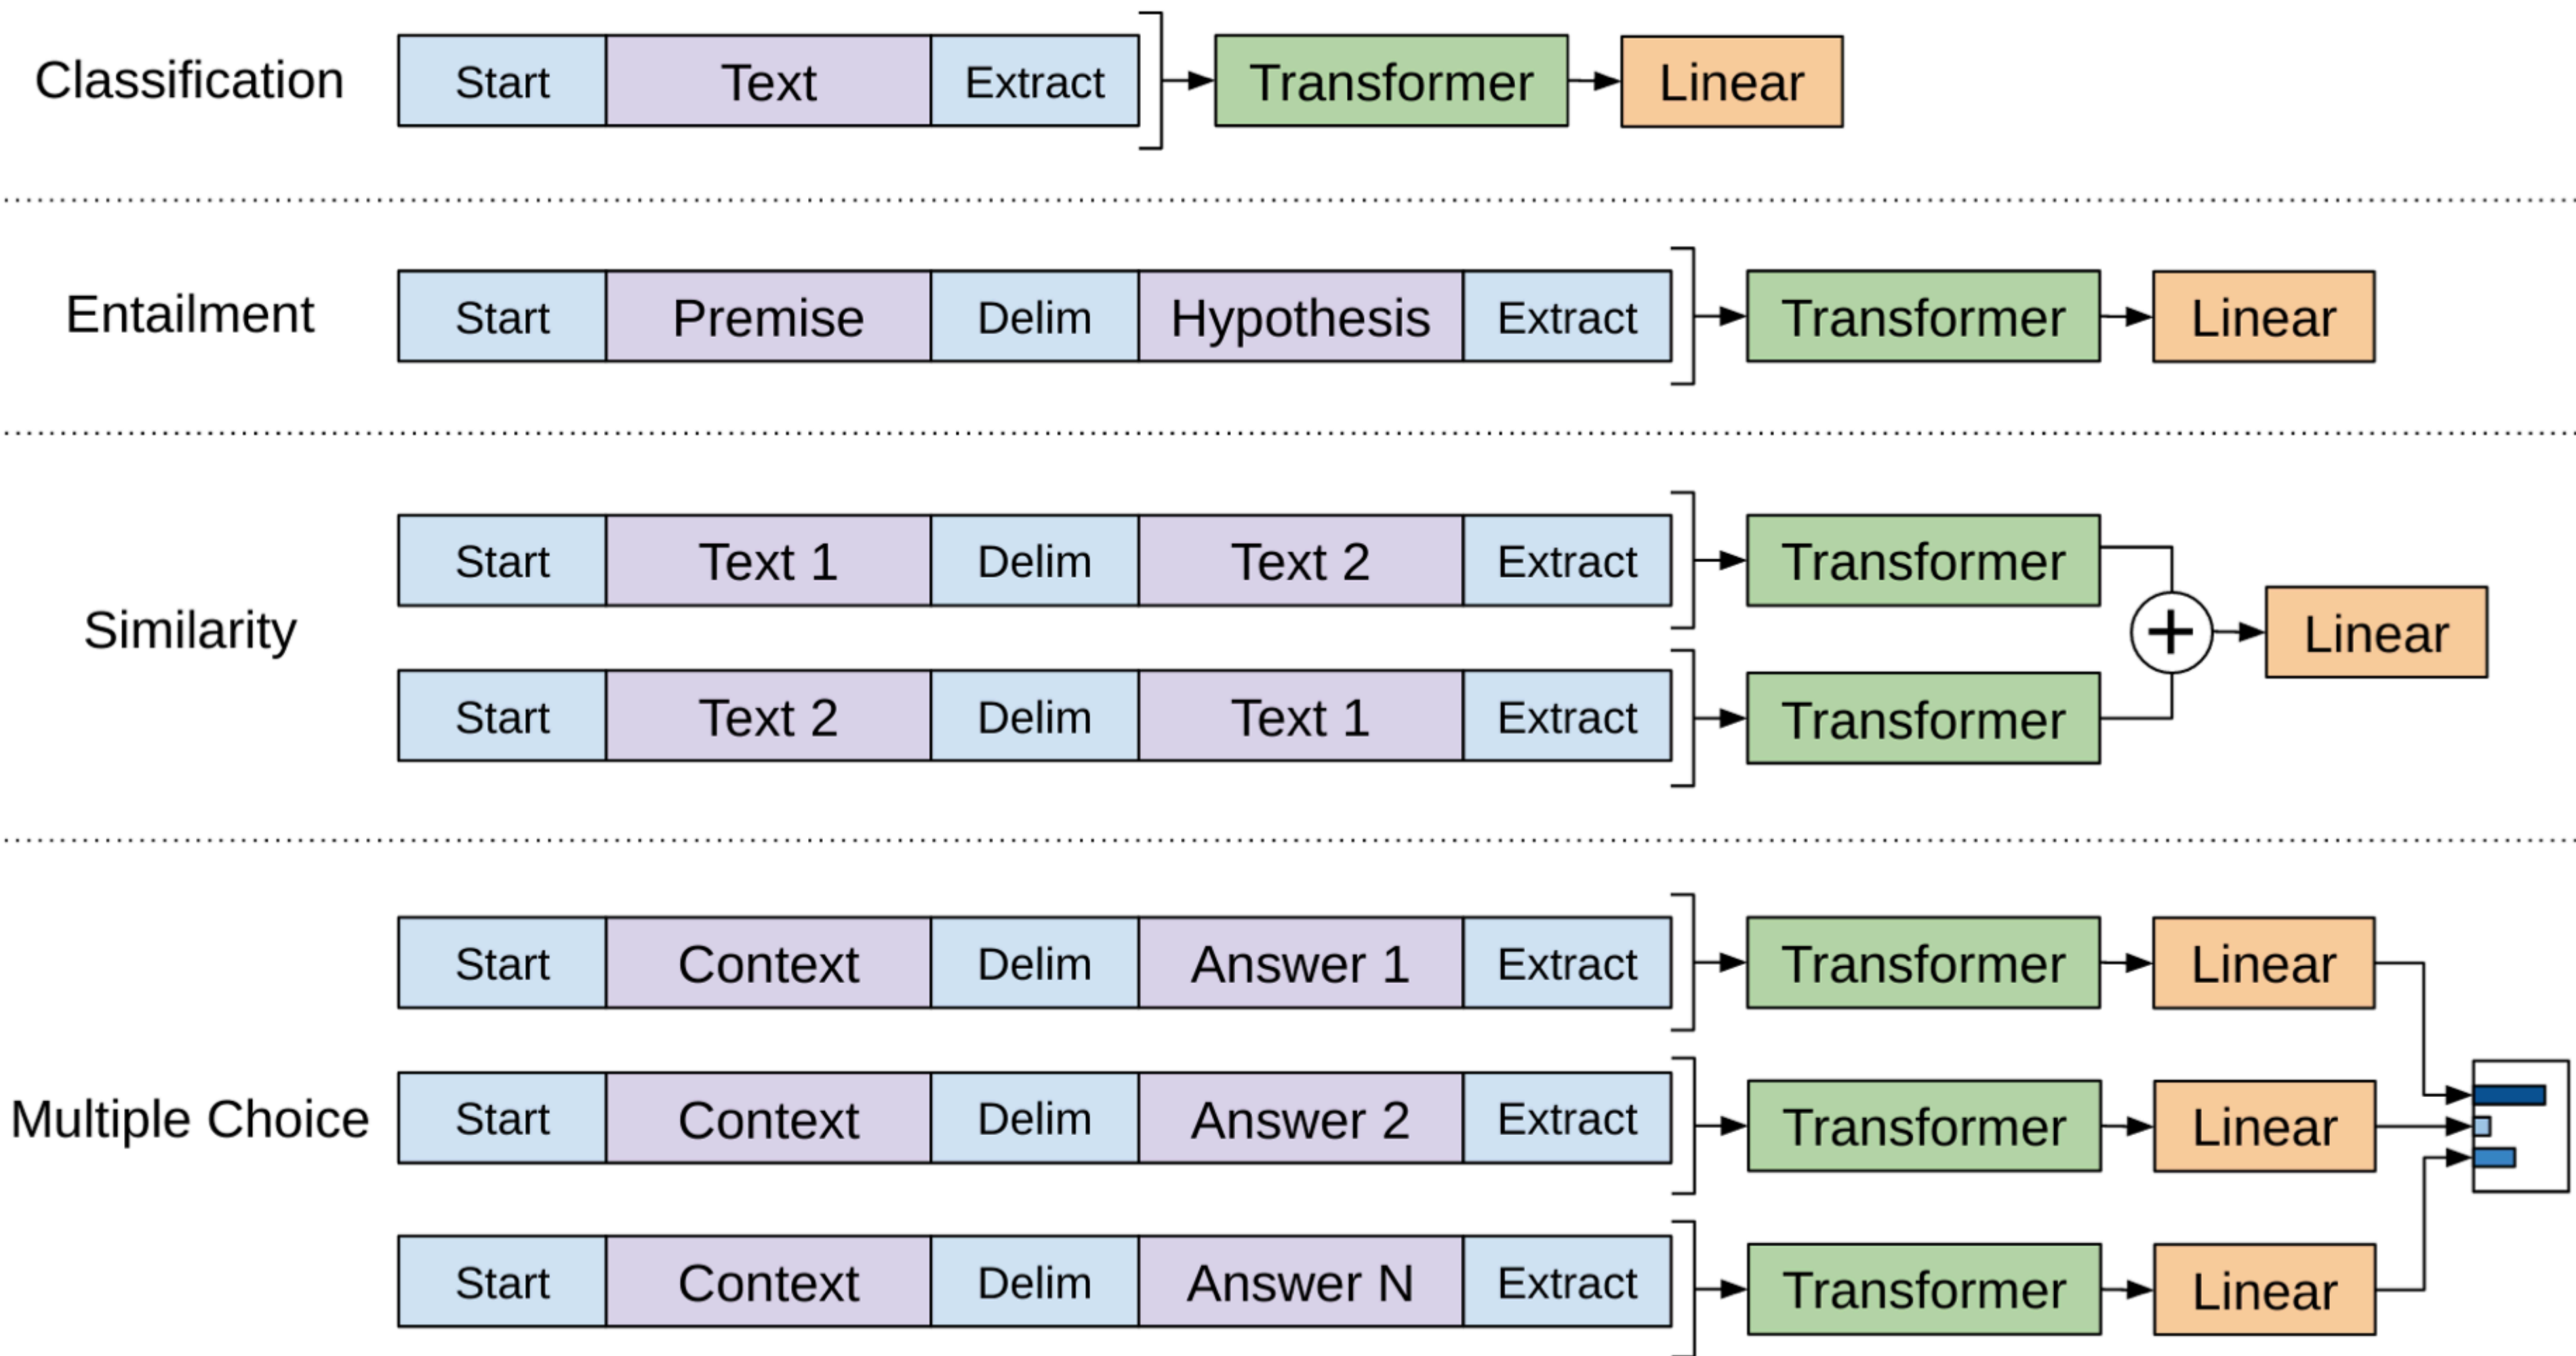 Classification Start Text Extract Transformer Linear
Entailment Start Premise Delim Hypothesis Extract Transformer Linear
Similarity
Start Text 1 Delim Text 2 Extract Transformer
+ Linear
Start Text 2 Delim Text 1 Extract Transformer
Start Context Delim Answer 1 Extract Transformer Linear
Multiple Choice Start Context Delim Answer 2 Extract Transformer Linear
Start Context Delim Answer N Extract Transformer Linear